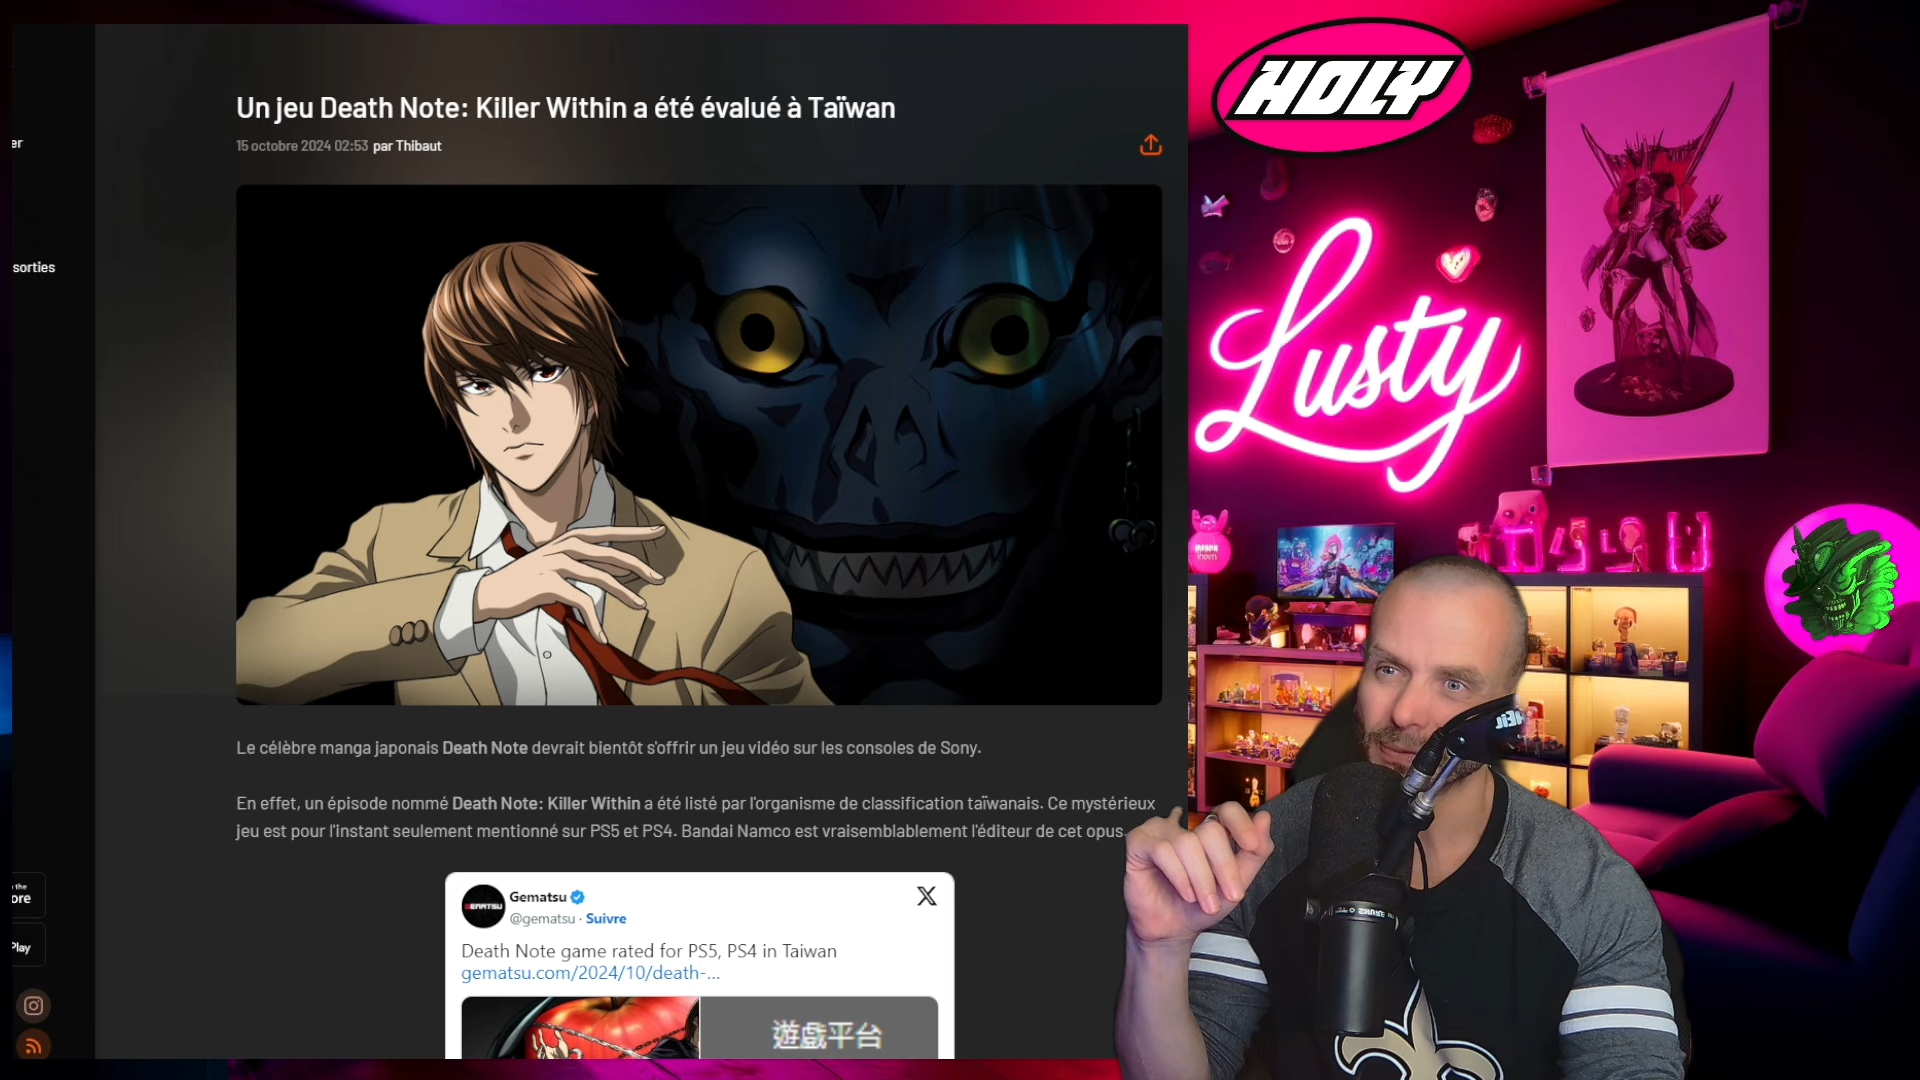 HOLY
Un jeu Death Note: Killer Within a été évalué à Taïwan
15 octobre 2024 02:53 par Thibaut
er
sorties
Lusty
Le célèbre manga japonais Death Note devrait bientôt s'offrir un jeu vidéo sur les consoles de Sony.
En effet, un épisode nommé Death Note: Killer Within a été listé par l'organisme de classification taïwanais. Ce mystérieux
jeu est pour l'instant seulement mentionné sur PS5 et PS4. Bandai Namco est vraisemblablement l'éditeur de cet opus.
n the
ore
Play
GEMATSU
Gematsu
@gematsu · Suivre
X
Death Note game rated for PS5, PS4 in Taiwan
gematsu.com/2024/10/death-...
遊戲平台